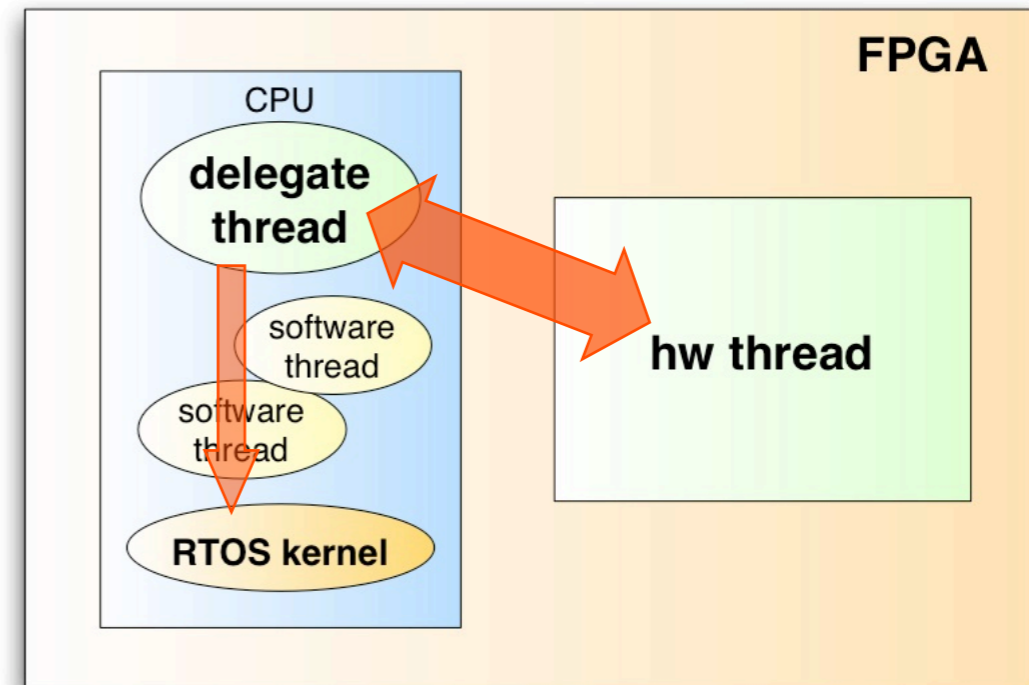 FPGA
CPU
delegate
thread
software
thread
software
thread
RTOS kernel
hw thread